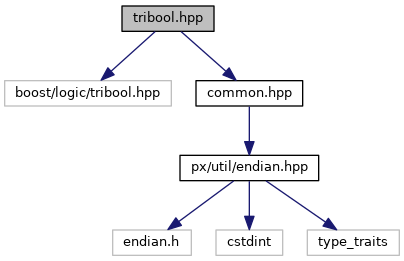 tribool.hpp
boost/logic/tribool.hpp
common.hpp
px/util/endian.hpp
endian.h
cstdint
type_traits